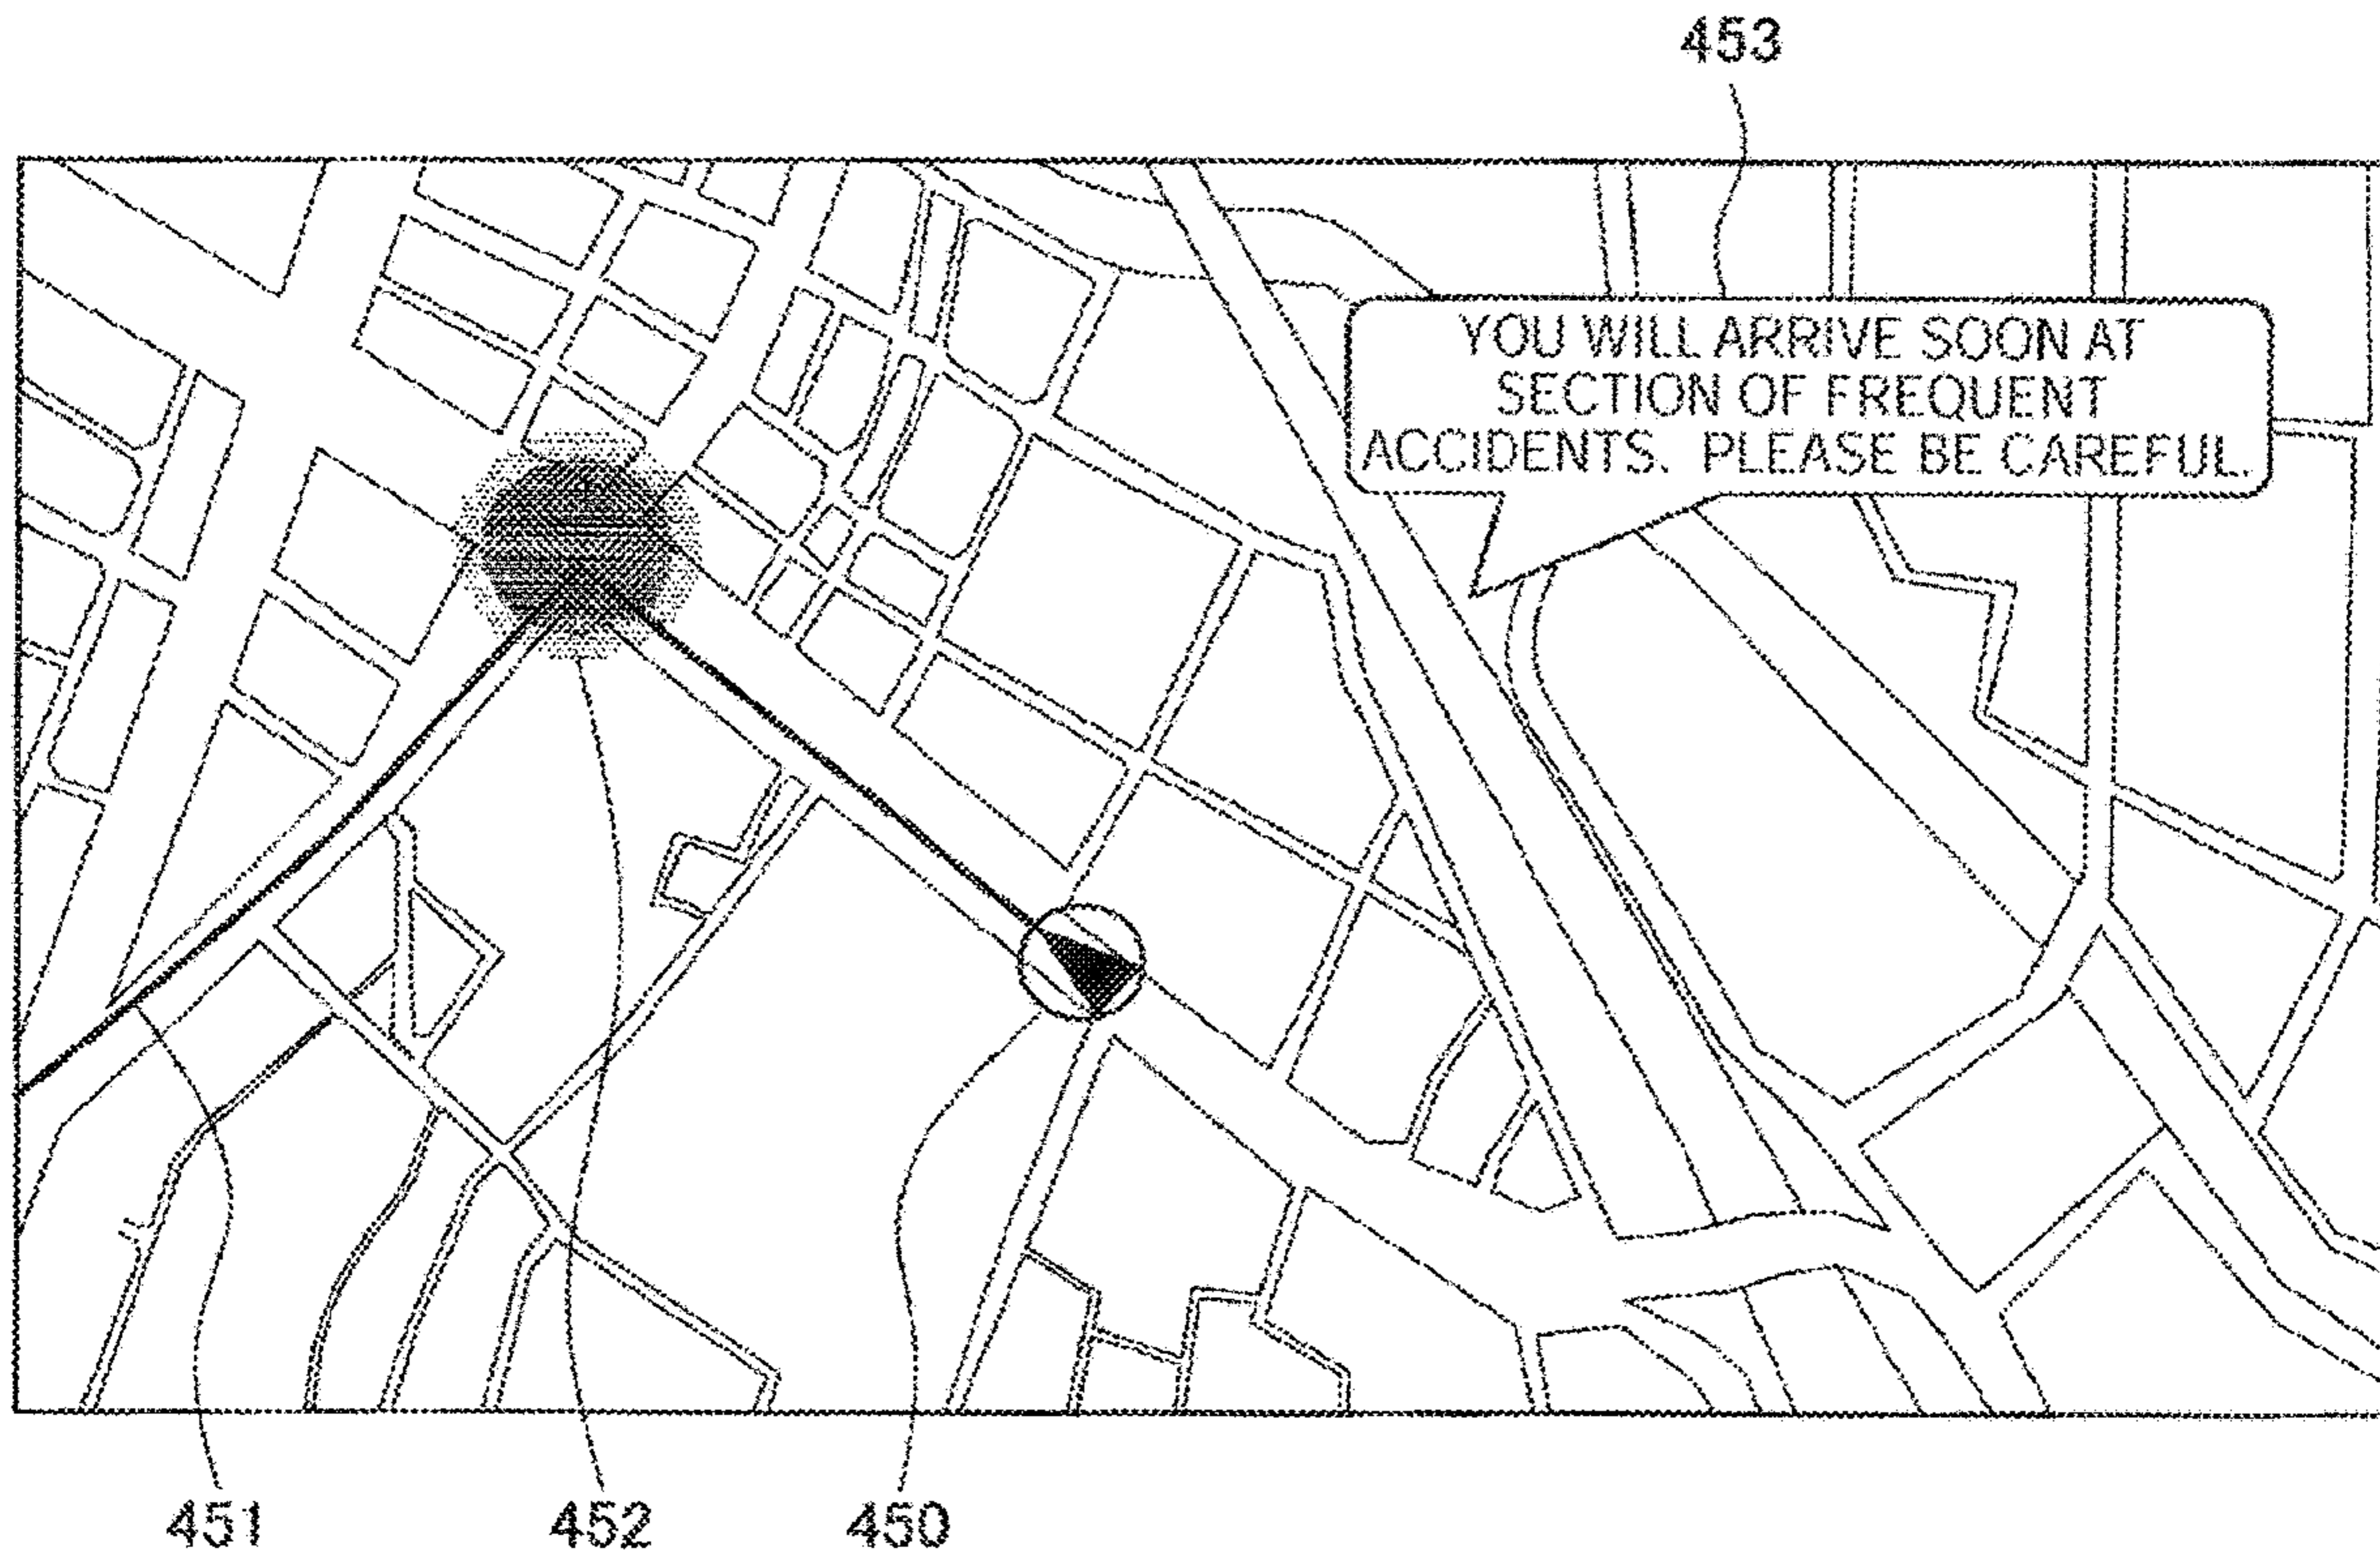 453
YOU WILL ARRIVE SOON AT
SECTION OF FREQUENT
ACCIDENTS. PLEASE BE CAREFUL.
451 452 450